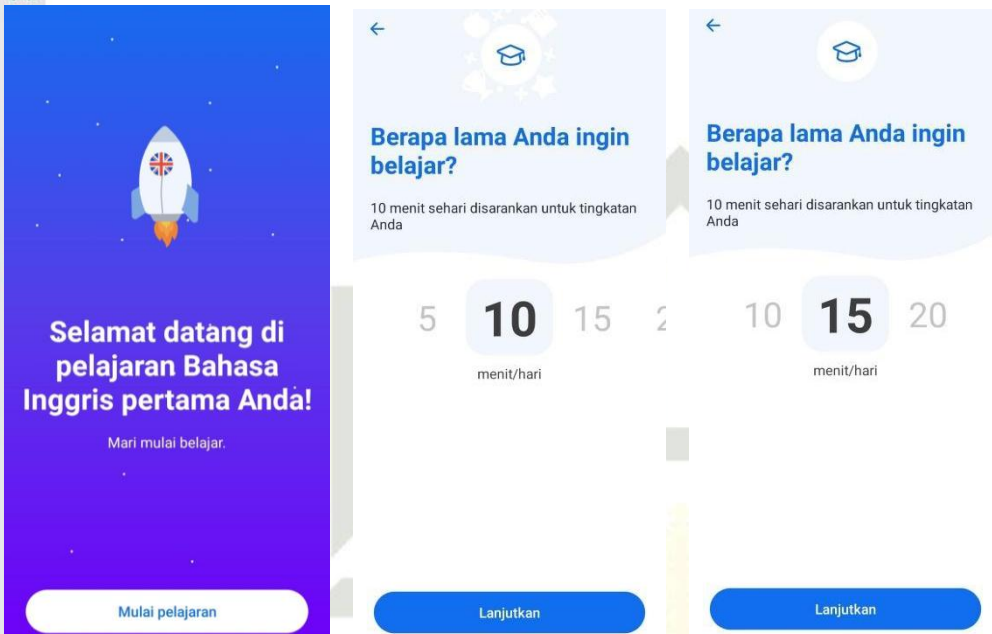 Selamat datang di
pelajaran Bahasa
Inggris pertama Anda!
Mari mulai belajar.
Mulai pelajaran
Berapa lama Anda ingin
belajar?
10 menit sehari disarankan untuk tingkatan
Anda
5 10 15 2
menit/hari
Lanjutkan
Berapa lama Anda ingin
belajar?
10 menit sehari disarankan untuk tingkatan
Anda
10 15 20
menit/hari
Lanjutkan